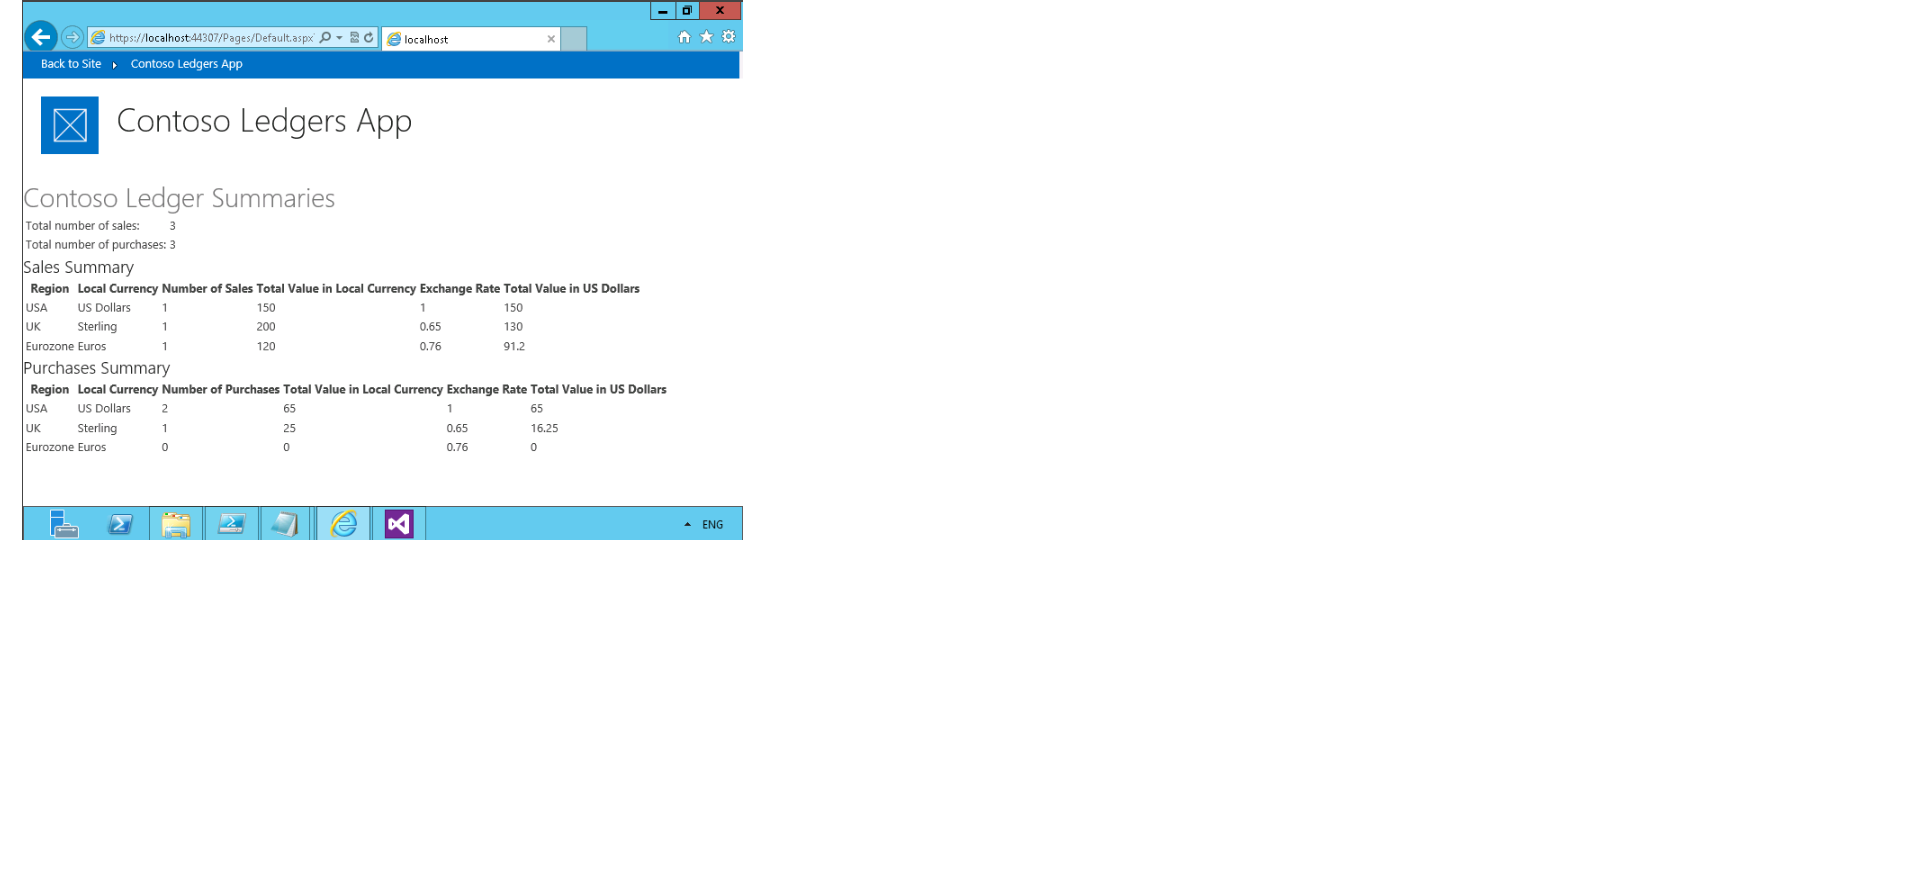 https://localhost:44307/Pages/Default.aspx
localhost
Back to Site
Contoso Ledgers App
Contoso Ledgers App
Contoso Ledger Summaries
Total number of sales: 3
Total number of purchases: 3
Sales Summary
Region Local Currency Number of Sales Total Value in Local Currency Exchange Rate Total Value in US Dollars
USA US Dollars 1 150 1 150
UK Sterling 1 200 0.65 130
Eurozone Euros 1 120 0.76 91.2
Purchases Summary
Region Local Currency Number of Purchases Total Value in Local Currency Exchange Rate Total Value in US Dollars
USA US Dollars 2 65 1 65
UK Sterling 1 25 0.65 16.25
Eurozone Euros 0 0 0.76 0
ENG